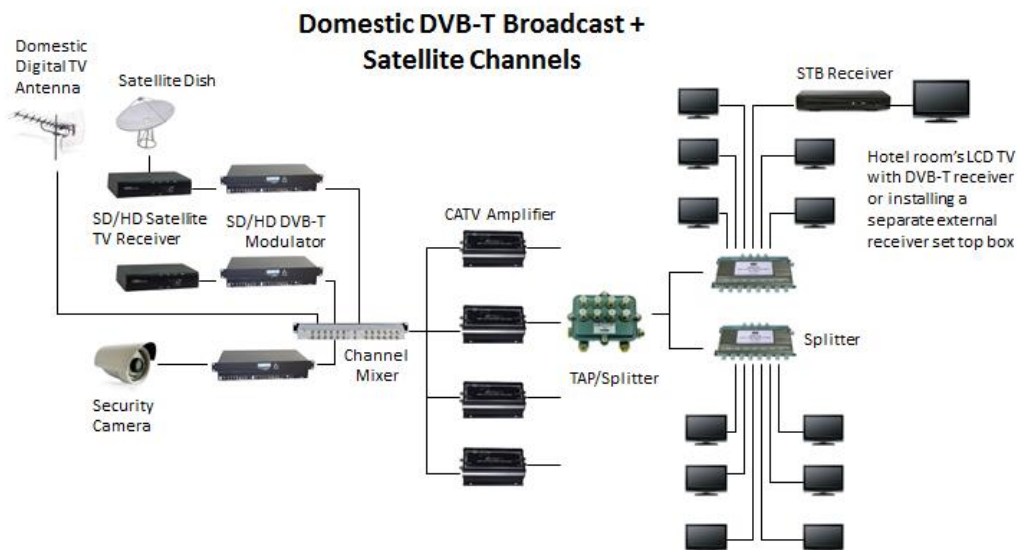 Domestic DVB-T Broadcast +
Satellite Channels
Domestic
Digital TV
Antenna
Satellite Dish
SD/HD Satellite
TV Receiver
SD/HD DVB-T
Modulator
Security
Camera
Channel
Mixer
CATV Amplifier
TAP/Splitter
STB Receiver
Hotel room's LCD TV
with DVB-T receiver
or installing a
separate external
receiver set top box
Splitter